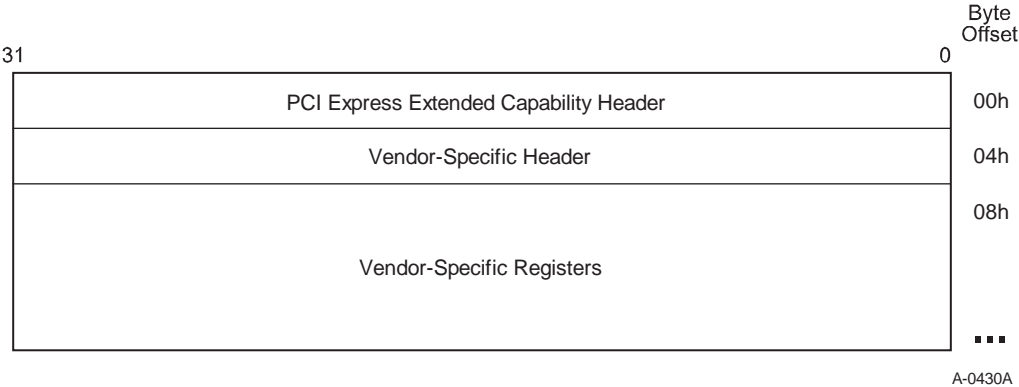 Byte
Offset
31 0
PCI Express Extended Capability Header 00h
Vendor-Specific Header 04h
08h
Vendor-Specific Registers
...
A-0430A